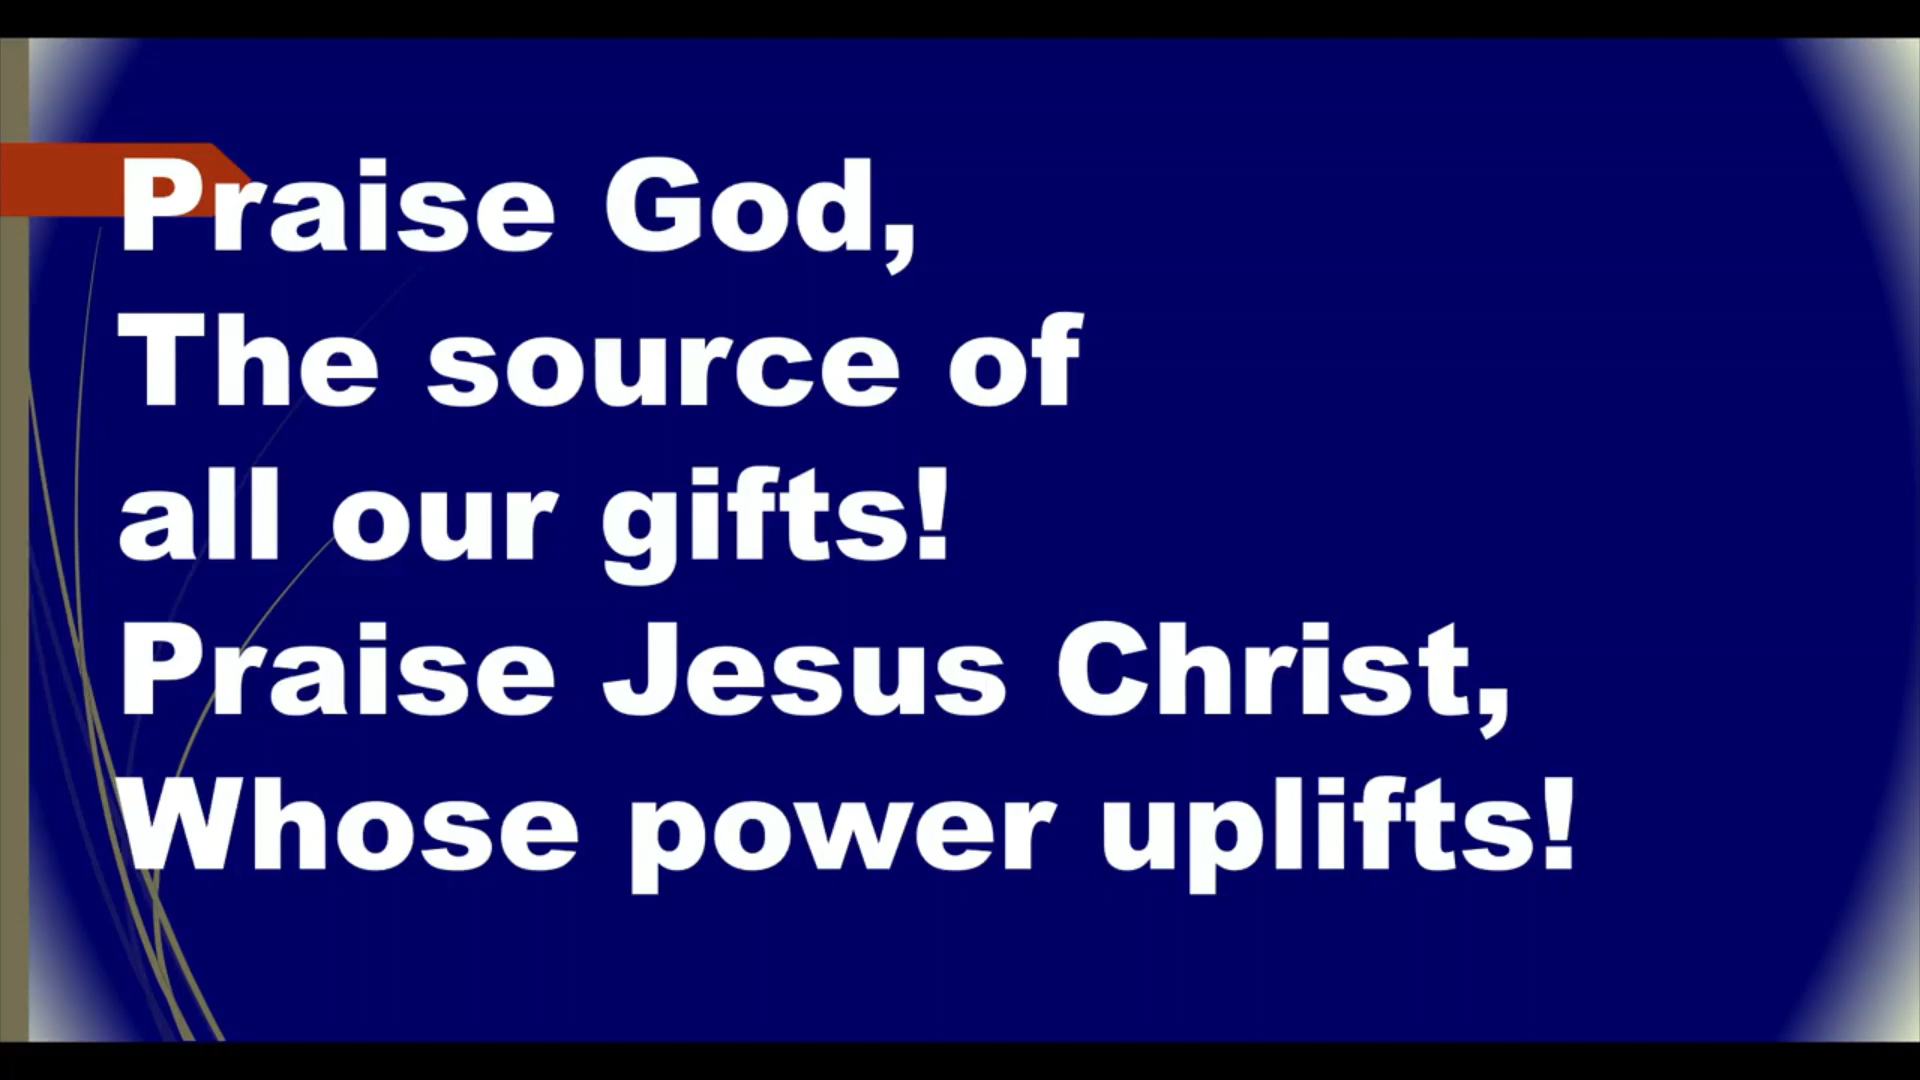 Praise God,
The source of
all our gifts!
Praise Jesus Christ,
Whose power uplifts!